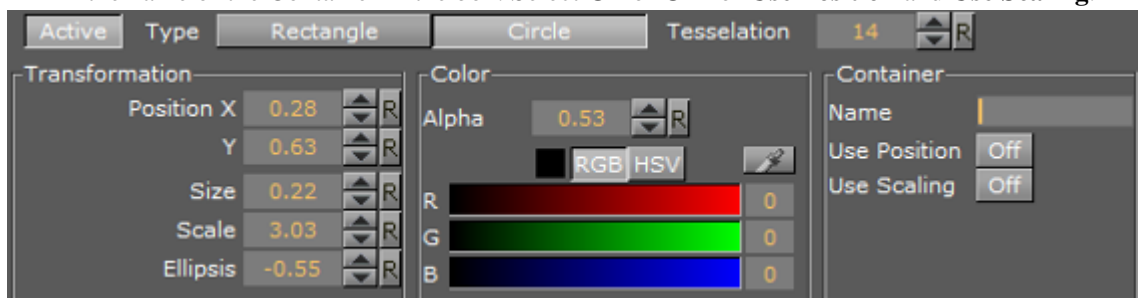 Active Type Rectangle Circle Tesselation 14 R
Transformation
Position X 0.28 R
Y 0.63 R
Size 0.22 R
Scale 3.03 R
Ellipsis -0.55 R
Color
Alpha 0.53 R
RGB HSV
R 0
G 0
B 0
Container
Name
Use Position Off
Use Scaling Off